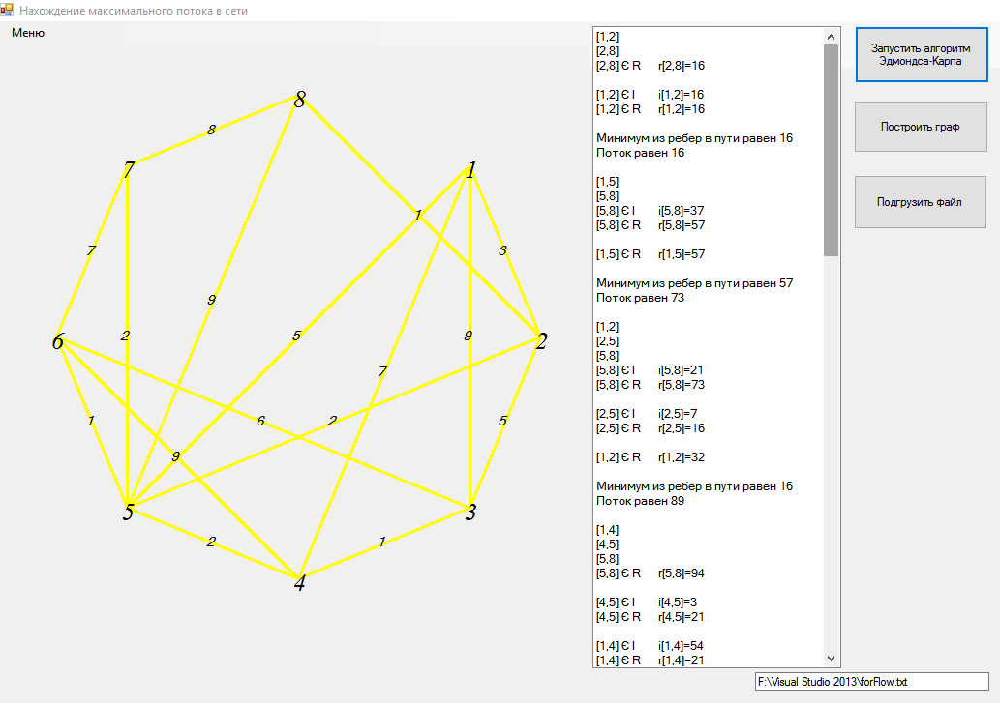 Нахождение максимального потока в сети
Меню
[1,2]
[2,8]
[2,8] Є R r[2,8]=16
[1,2] Є I i[1,2]=16
[1,2] Є R r[1,2]=16
Минимум из ребер в пути равен 16
Поток равен 16
[1,5]
[5,8]
[5,8] Є I i[5,8]=37
[5,8] Є R r[5,8]=57
[1,5] Є R r[1,5]=57
Минимум из ребер в пути равен 57
Поток равен 73
[1,2]
[2,5]
[5,8]
[5,8] Є I i[5,8]=21
[5,8] Є R r[5,8]=73
[2,5] Є I i[2,5]=7
[2,5] Є R r[2,5]=16
[1,2] Є R r[1,2]=32
Минимум из ребер в пути равен 16
Поток равен 89
[1,4]
[4,5]
[5,8]
[5,8] Є R r[5,8]=94
[4,5] Є I i[4,5]=3
[4,5] Є R r[4,5]=21
[1,4] Є I i[1,4]=54
[1,4] Є R r[1,4]=21
Запустить алгоритм
Эдмондса-Карпа
Построить граф
Подгрузить файл
F:\Visual Studio 2013\forFlow.txt
8
8
7
1
1
7
3
9
6
2
5
9
2
7
1
6
2
5
9
5
3
2
1
4